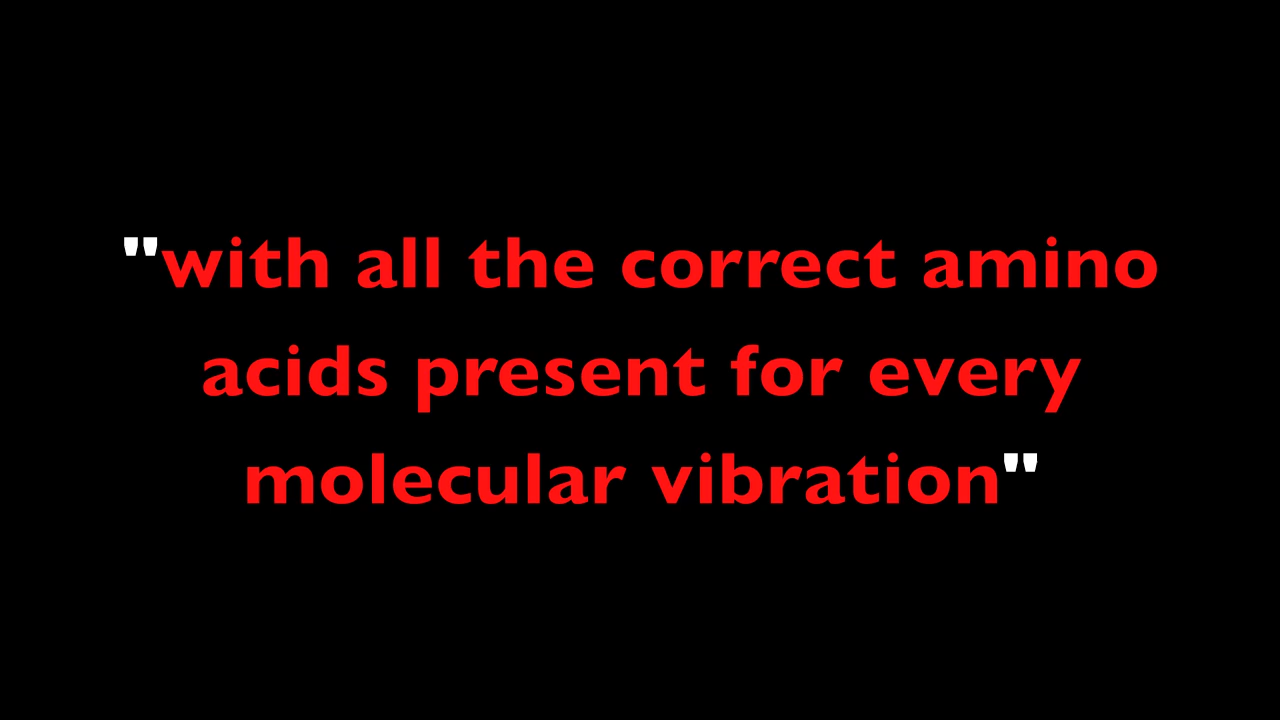 "with all the correct amino
acids present for every
molecular vibration"